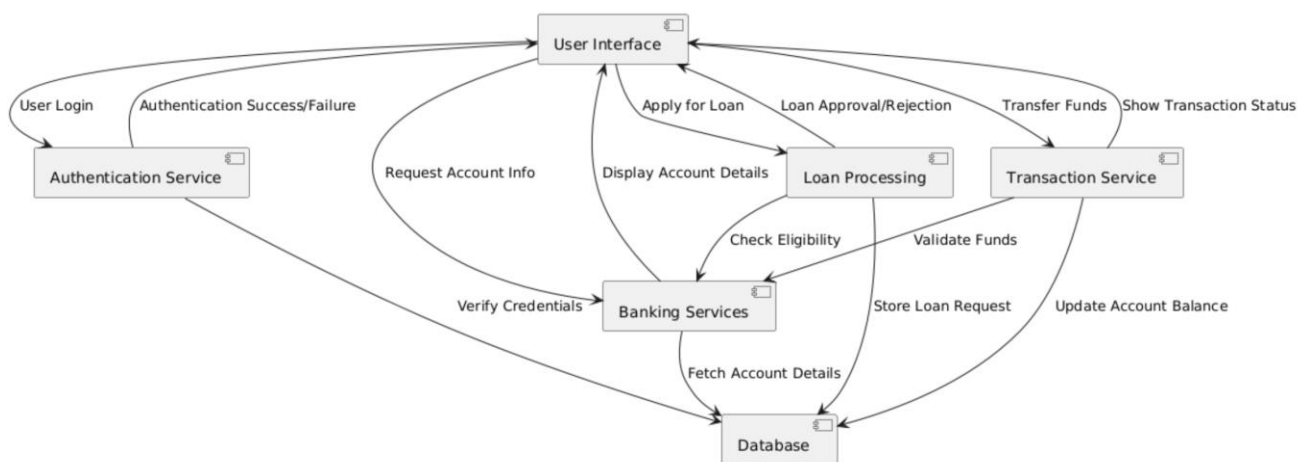 User Interface
User Login
Authentication Success/Failure
Apply for Loan
Loan Approval/Rejection
Transfer Funds
Show Transaction Status
Authentication Service
Request Account Info
Display Account Details
Loan Processing
Transaction Service
Check Eligibility
Validate Funds
Verify Credentials
Banking Services
Store Loan Request
Update Account Balance
Fetch Account Details
Database